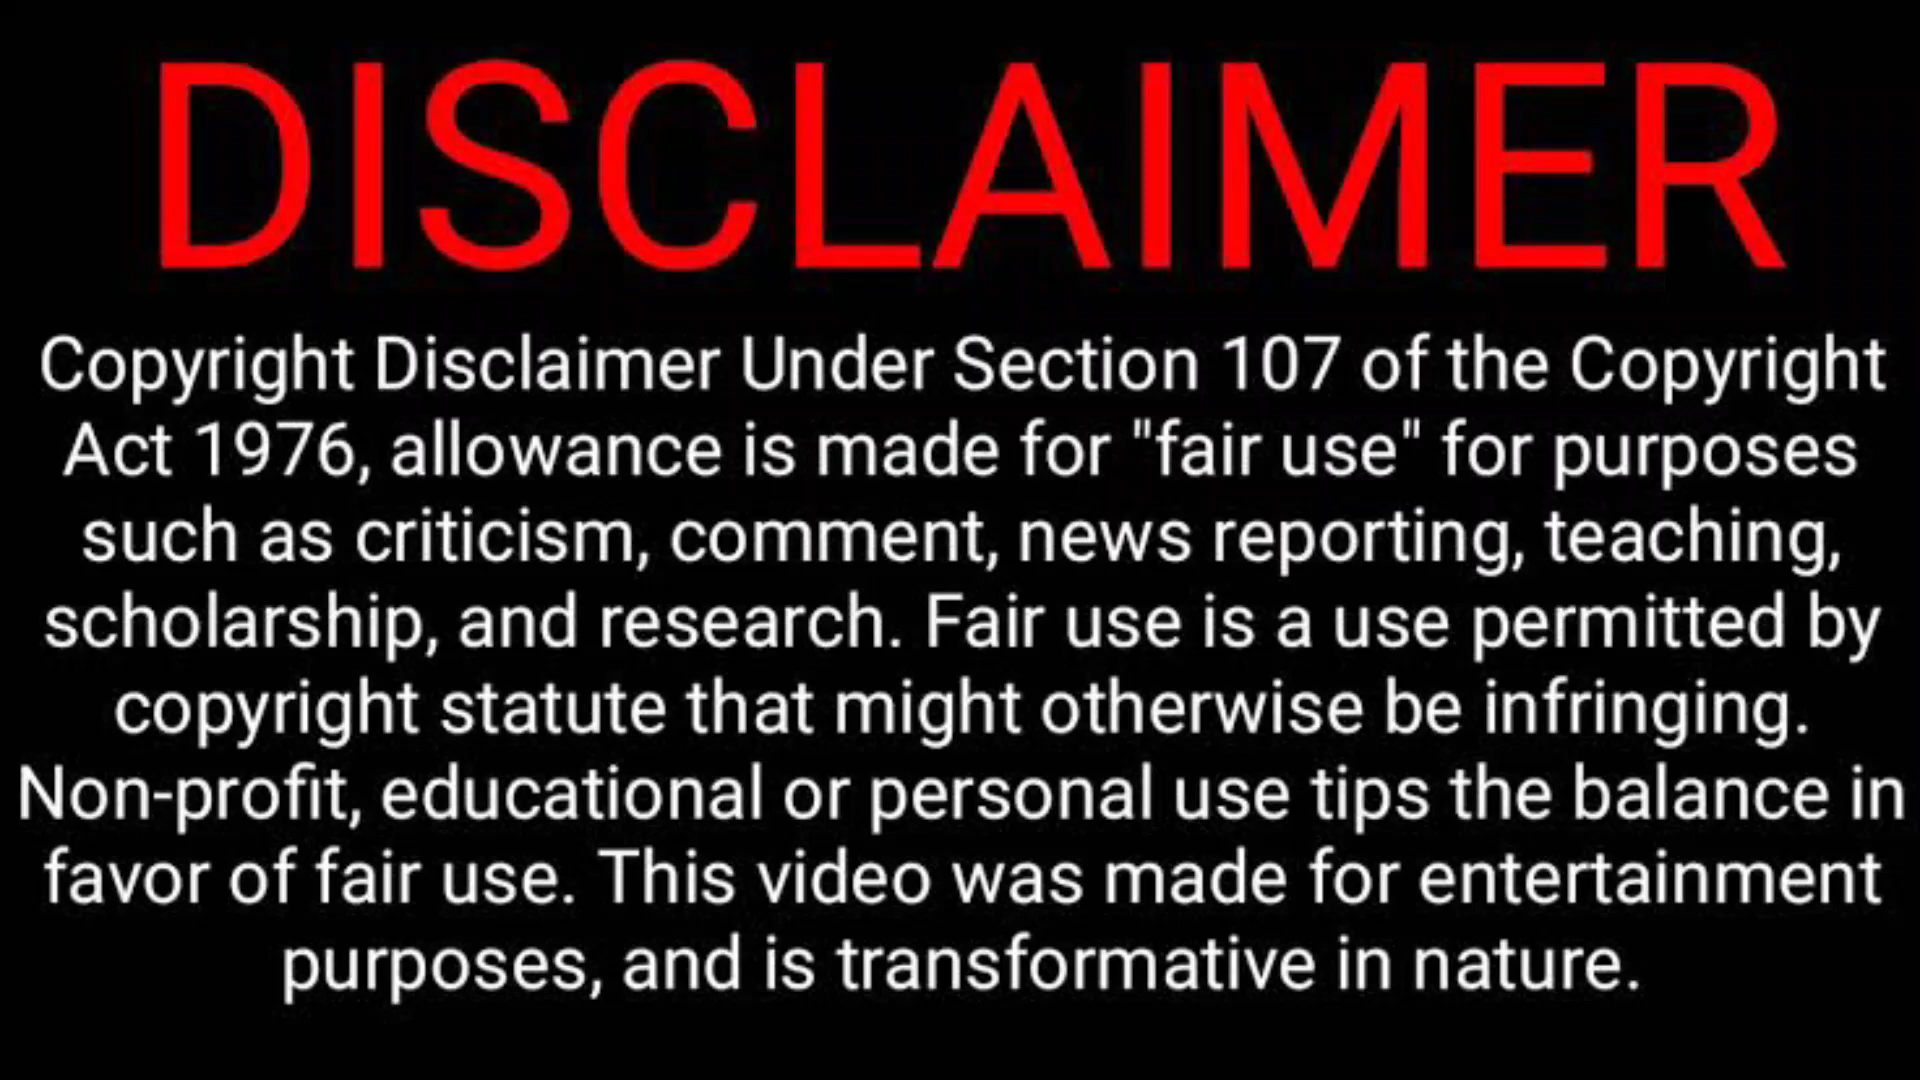 DISCLAIMER
Copyright Disclaimer Under Section 107 of the Copyright
Act 1976, allowance is made for "fair use" for purposes
such as criticism, comment, news reporting, teaching,
scholarship, and research. Fair use is a use permitted by
copyright statute that might otherwise be infringing.
Non-profit, educational or personal use tips the balance in
favor of fair use. This video was made for entertainment
purposes, and is transformative in nature.